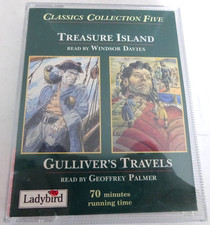 CLASSICS COLLECTION FIVE
TREASURE ISLAND
READ BY WINDSOR DAVIES
GULLIVER'S TRAVELS
READ BY GEOFFREY PALMER
Ladybird
70 minutes
running time